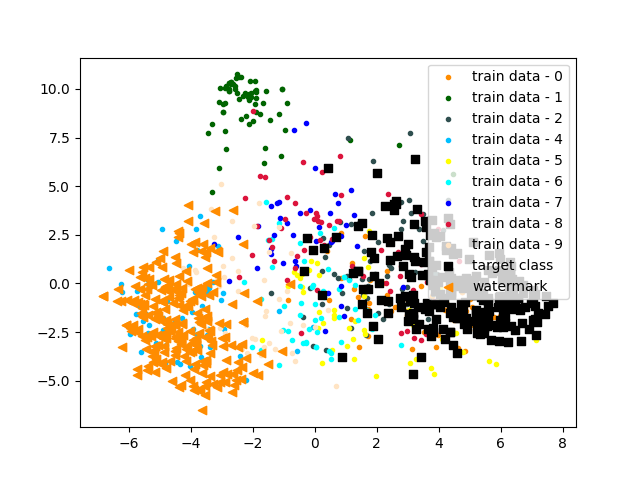 10.0
7.5
5.0
2.5
0.0
−2.5
−5.0
−6 −4 −2 0 2 4 6 8
train data - 0
train data - 1
train data - 2
train data - 4
train data - 5
train data - 6
train data - 7
train data - 8
train data - 9
target class
watermark